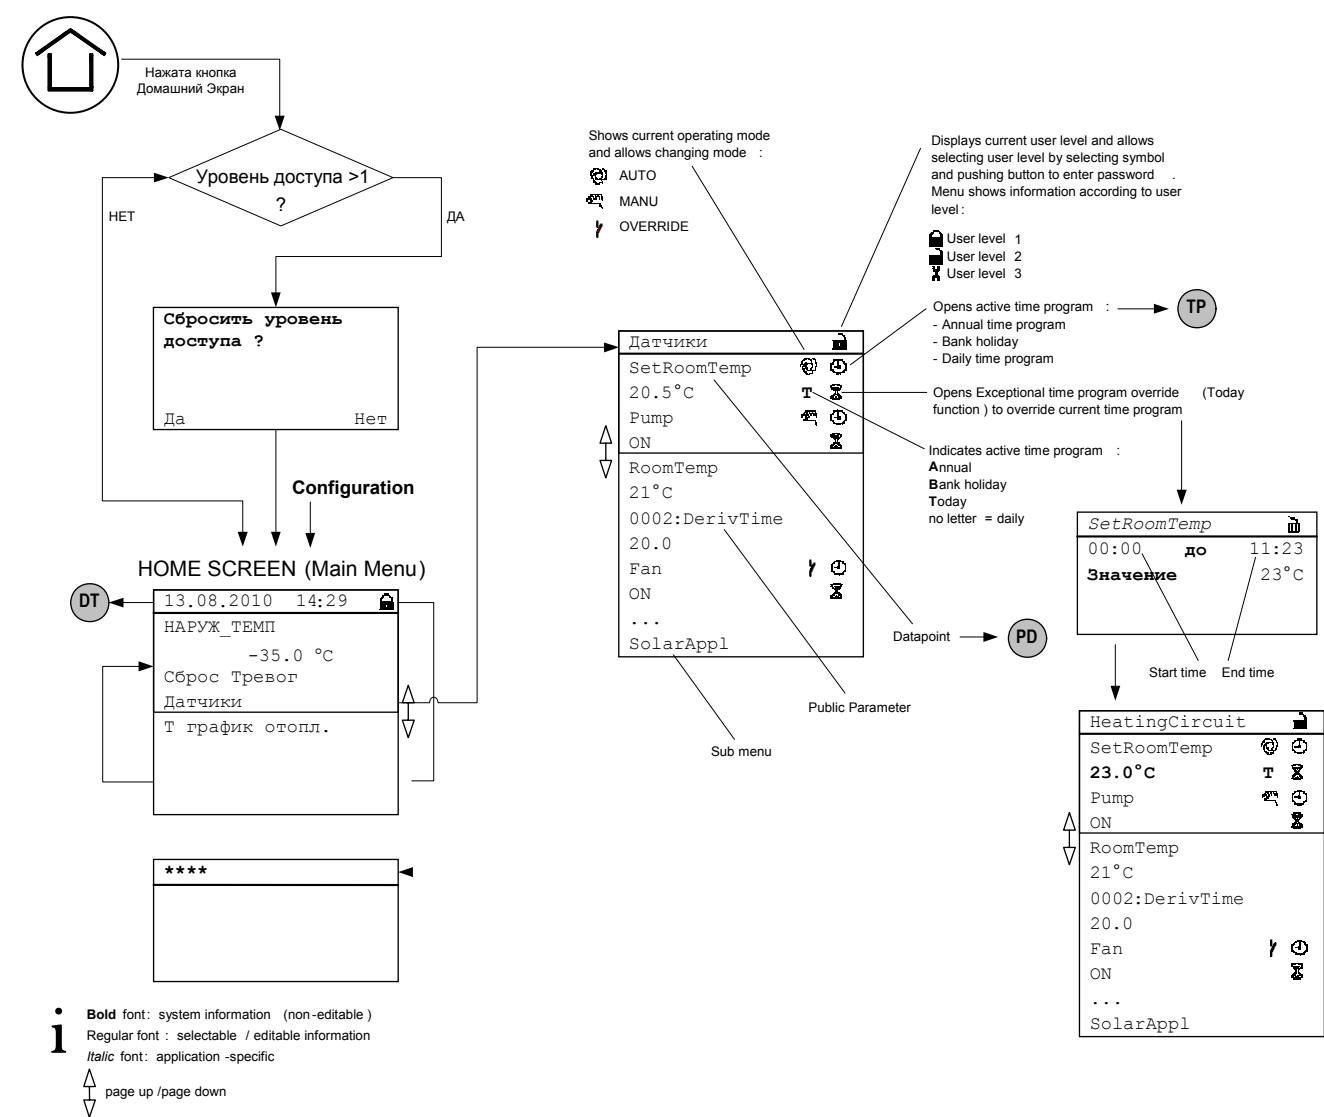 Нажата кнопка
Домашний Экран
Уровень доступа >1
?
НЕТ
ДА
Сбросить уровень
доступа ?
Да Нет
Configuration
HOME SCREEN (Main Menu)
DT
13.08.2010 14:29
НАРУЖ_ТЕМП
-35.0 °C
Сброс Тревог
Датчики
Т график отопл.
****
i
Bold font: system information (non-editable)
Regular font : selectable / editable information
Italic font: application -specific
page up /page down
Shows current operating mode
and allows changing mode :
AUTO
MANU
OVERRIDE
Датчики
SetRoomTemp
20.5°C T
Pump
ON
RoomTemp
21°C
0002:DerivTime
20.0
Fan
ON
...
SolarAppl
Sub menu
Public Parameter
Datapoint
PD
Displays current user level and allows
selecting user level by selecting symbol
and pushing button to enter password .
Menu shows information according to user
level:
User level 1
User level 2
User level 3
Opens active time program :
- Annual time program
- Bank holiday
- Daily time program
TP
Opens Exceptional time program override (Today
function ) to override current time program
Indicates active time program :
Annual
Bank holiday
Today
no letter = daily
SetRoomTemp
00:00 до 11:23
Значение 23°C
Start time End time
HeatingCircuit
SetRoomTemp
23.0°C T
Pump
ON
RoomTemp
21°C
0002:DerivTime
20.0
Fan
ON
...
SolarAppl